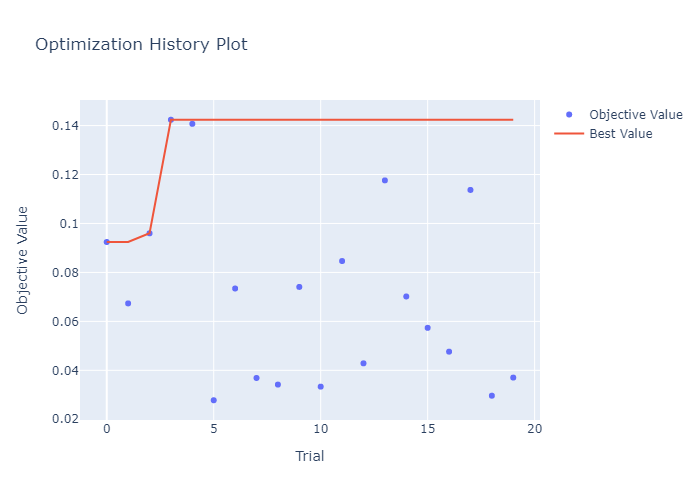 Optimization History Plot
Objective Value
Best Value
0.14
0.12
0.1
0.08
0.06
0.04
0.02
0
5
10
15
20
Trial
Objective Value